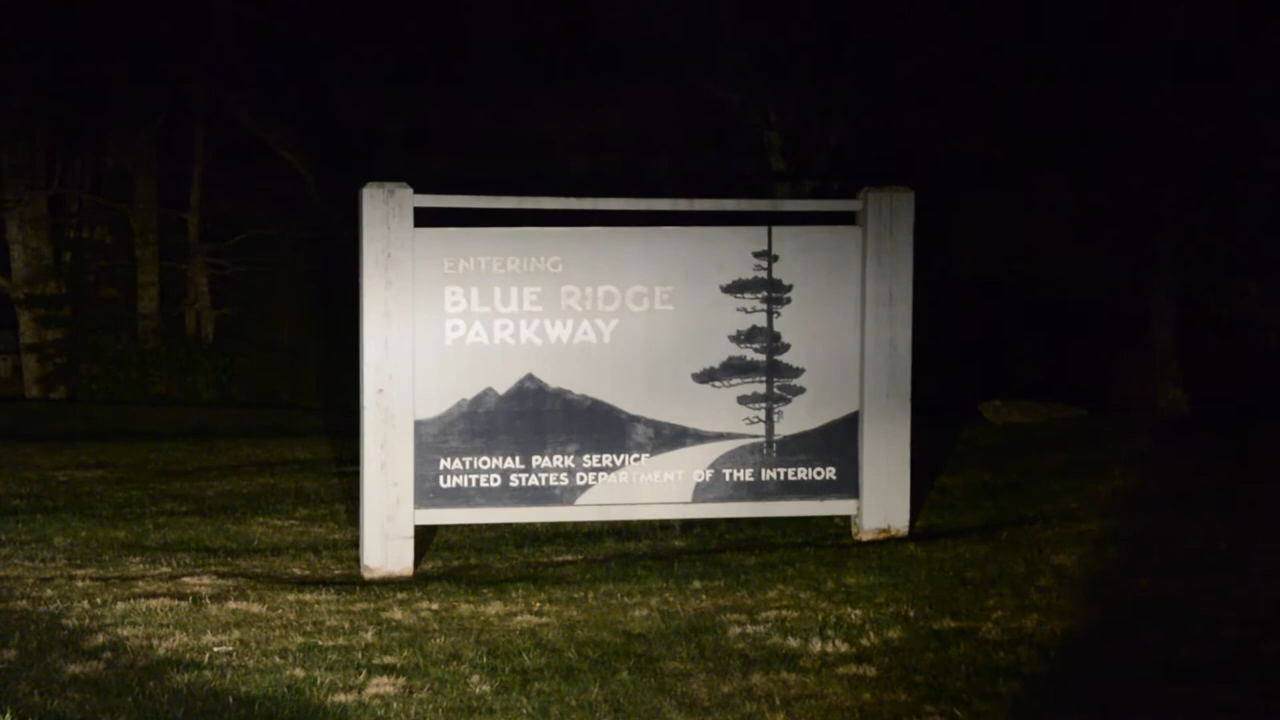 ENTERING
BLUE RIDGE
PARKWAY
NATIONAL PARK SERVICE
UNITED STATES DEPARTMENT OF THE INTERIOR